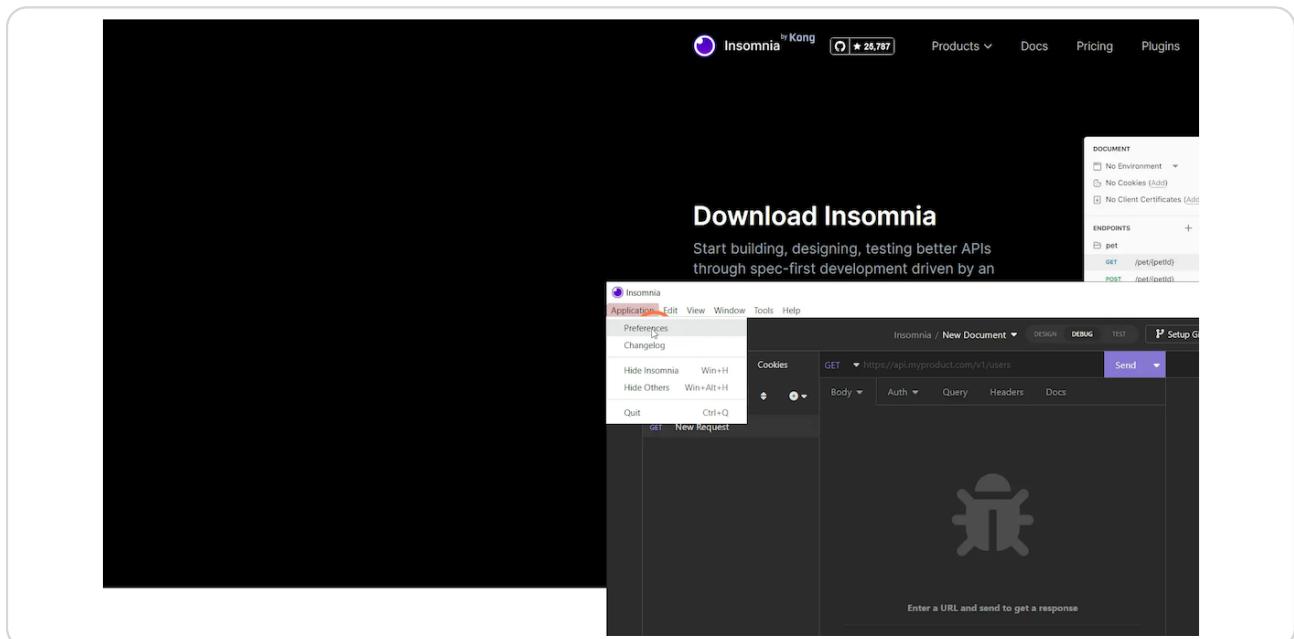 Insomnia by Kong ★ 28,787 Products Docs Pricing Plugins
DOCUMENT
No Environment
No Cookies (Add)
No Client Certificates (Add
ENDPOINTS +
pet
GET /pet/{petId}
POST /pet/{petId}
Download Insomnia
Start building, designing, testing better APIs
through spec-first development driven by an
Insomnia
Application Edit View Window Tools Help
Preferences
Changelog
Hide Insomnia Win+H
Hide Others Win+Alt+H
Quit Ctrl+Q
Insomnia / New Document DESIGN DEBUG TEST Setup Gi
Cookies
GET https://api.myproduct.com/v1/users Send
Body Auth Query Headers Docs
GET New Request
Enter a URL and send to get a response